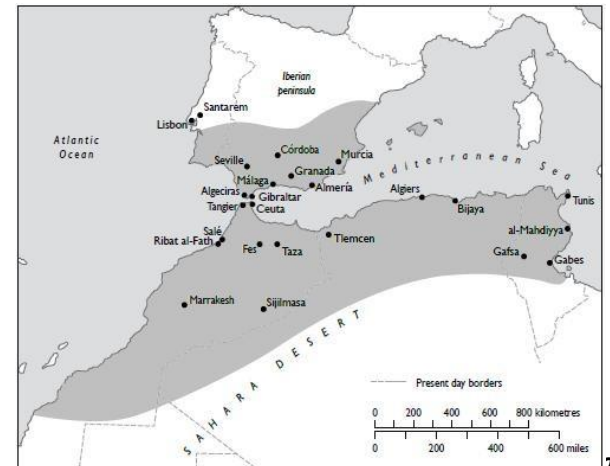 Iberian
peninsula
Santarem
Lisbon
Atlantic
Ocean
Córdoba
Seville
Murcia
Granada
Málaga
Almería
Mediterranean Sea
Algeciras
Gibraltar
Tangier
Ceuta
Algiers
Bijaya
Tunis
Salé
Ribat al-Fath
Fes
Taza
Tlemcen
al-Mahdiyya
Gafsa
Gabes
Marrakesh
Sijilmasa
SAHARA DESERT
Present day borders
0 200 400 600 800 kilometres
0 200 400 600 miles
7